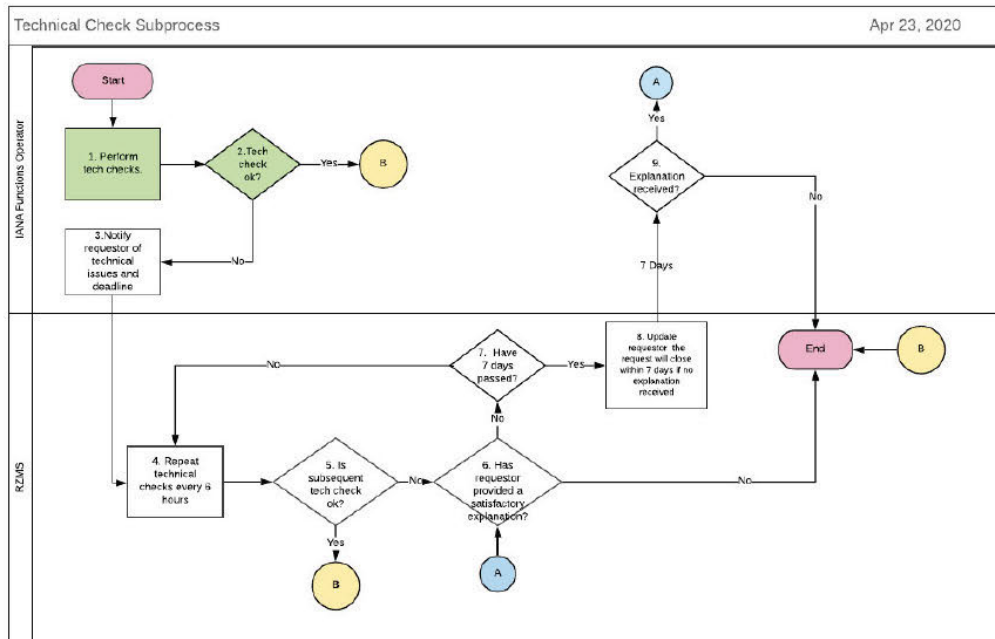 Technical Check Subprocess
Apr 23, 2020
IANA Functions Operator
Start
1. Perform
tech checks.
2.Tech
check
ok?
Yes
B
No
3.Notify
requestor of
technical
issues and
deadline
A
Yes
9.
Explanation
received?
No
7 Days
RZMS
8. Update
requestor the
request will close
within 7 days if no
explanation
received
7. Have
7 days
passed?
Yes
No
End
B
4. Repeat
technical
checks every 6
hours
5. Is
subsequent
tech check
ok?
No
Yes
B
6. Has
requestor
provided a
satisfactory
explanation?
No
No
A